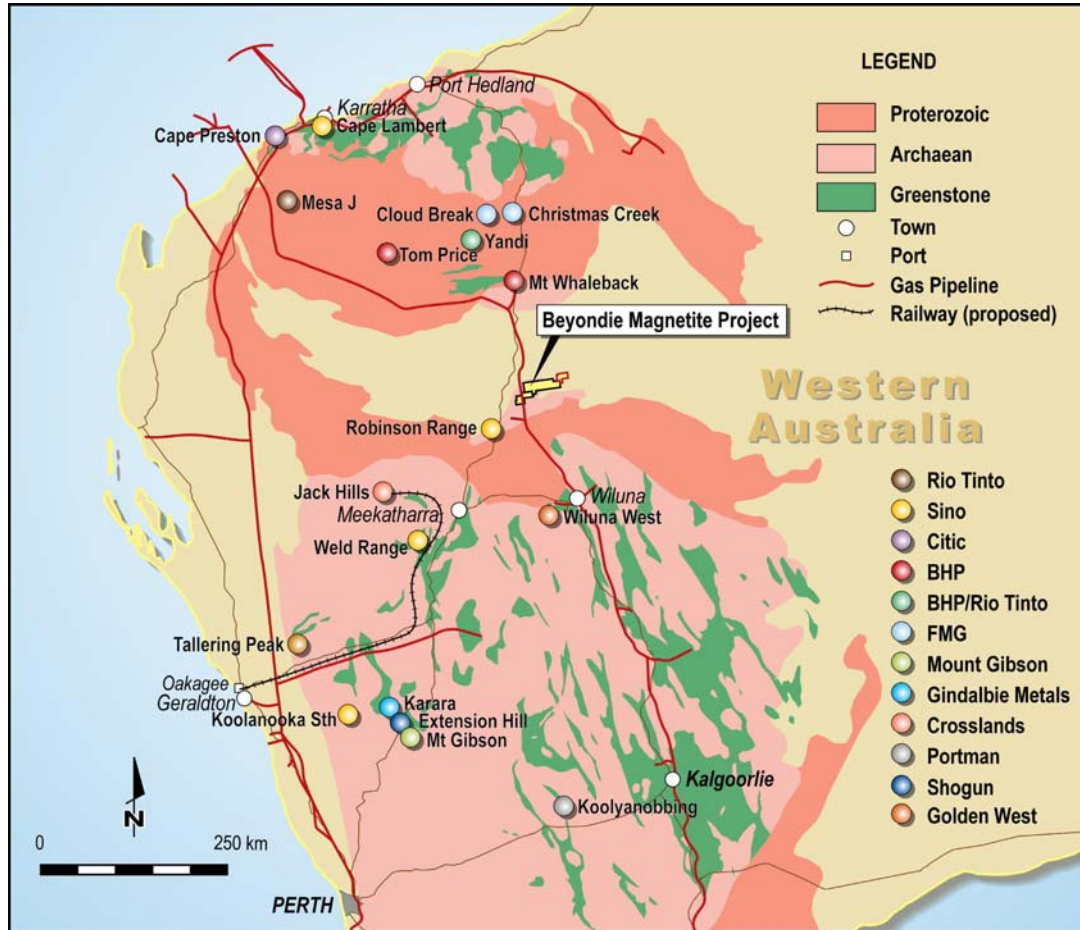 Port Hedland
Karratha
Cape Lambert
Cape Preston
Mesa J
Cloud Break
Christmas Creek
Yandi
Tom Price
Mt Whaleback
Beyondie Magnetite Project
Robinson Range
Jack Hills
Meekatharra
Wiluna
Wiluna West
Weld Range
Tallering Peak
Oakagee
Geraldton
Koolanooka Sth
Karara
Extension Hill
Mt Gibson
Kalgoorlie
Koolyanobbing
N
0
250 km
PERTH
LEGEND
Proterozoic
Archaean
Greenstone
Town
Port
Gas Pipeline
Railway (proposed)
Western
Australia
Rio Tinto
Sino
Citic
BHP
BHP/Rio Tinto
FMG
Mount Gibson
Gindalbie Metals
Crosslands
Portman
Shogun
Golden West